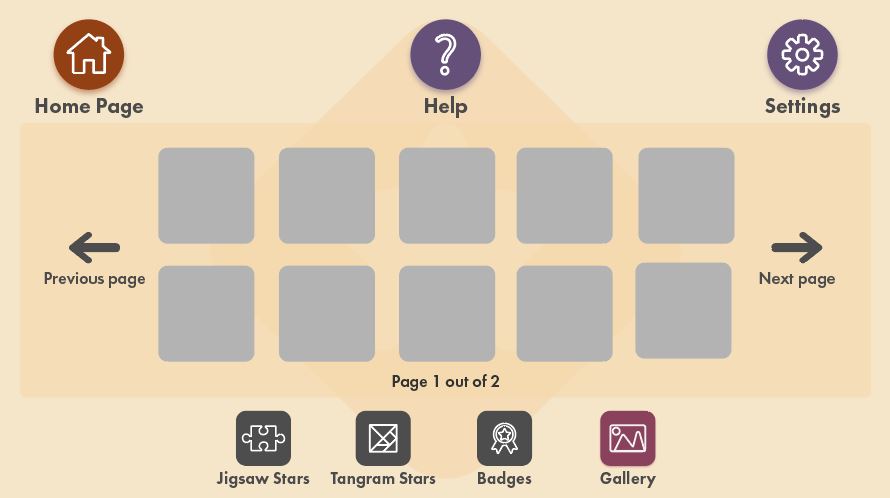 Home Page
Help
Settings
Previous page
Next page
Page 1 out of 2
Jigsaw Stars
Tangram Stars
Badges
Gallery